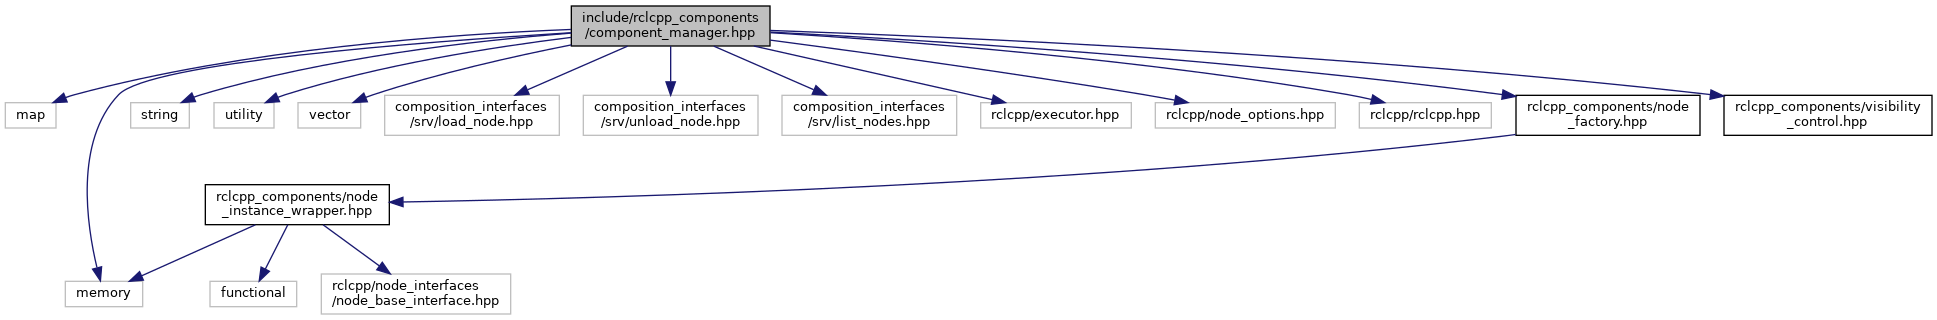 include/rclcpp_components
/component_manager.hpp
map
string
utility
vector
composition_interfaces
/srv/load_node.hpp
composition_interfaces
/srv/unload_node.hpp
composition_interfaces
/srv/list_nodes.hpp
rclcpp/executor.hpp
rclcpp/node_options.hpp
rclcpp/rclcpp.hpp
rclcpp_components/node
_factory.hpp
rclcpp_components/visibility
_control.hpp
rclcpp_components/node
_instance_wrapper.hpp
memory
functional
rclcpp/node_interfaces
/node_base_interface.hpp